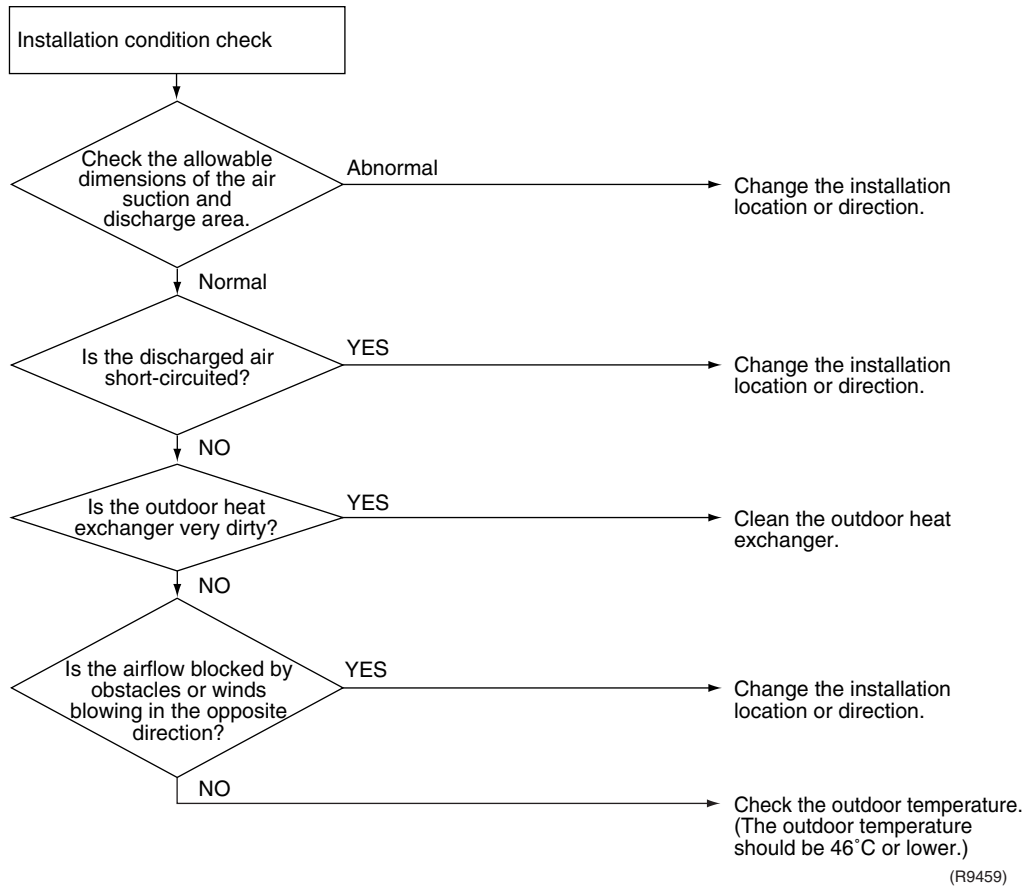 Installation condition check
Check the allowable
dimensions of the air
suction and
discharge area.
Abnormal
Change the installation
location or direction.
Normal
Is the discharged air
short-circuited?
YES
Change the installation
location or direction.
NO
Is the outdoor heat
exchanger very dirty?
YES
Clean the outdoor heat
exchanger.
NO
Is the airflow blocked by
obstacles or winds
blowing in the opposite
direction?
YES
Change the installation
location or direction.
NO
Check the outdoor temperature.
(The outdoor temperature
should be 46˚C or lower.)
(R9459)